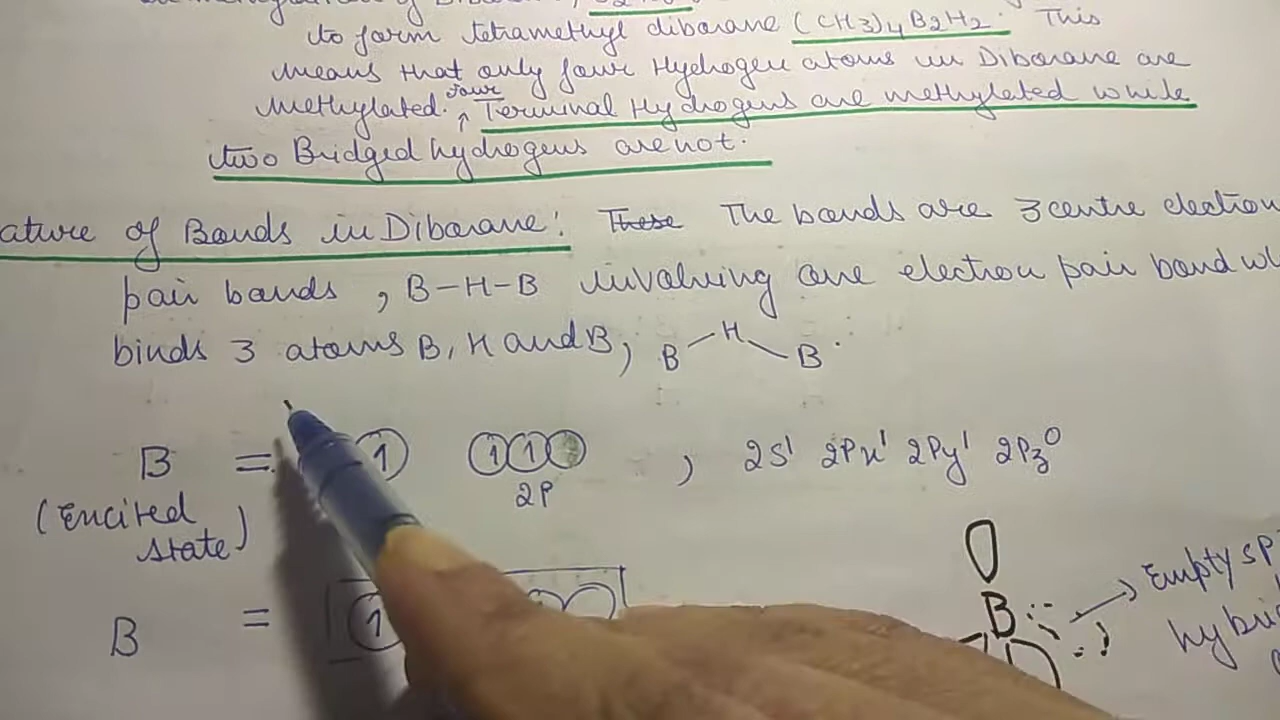 to form tetramethyl diborane (CH3)4 B2H2. This
means that only four Hydrogen atoms in Diborane are
methylated. four Terminal Hydrogens are methylated while
two Bridged hydrogens are not.
ature of Bonds in Diborane: These The bonds are 3 centre electron
pair bonds, B-H-B involving one electron pair bond wh
binds 3 atoms B, H and B, B H B.
B = 1 1 1 , 2S¹ 2Px¹ 2Py¹ 2Pz⁰
2P
(Excited
state)
Empty SP
B = 1 B
hybri